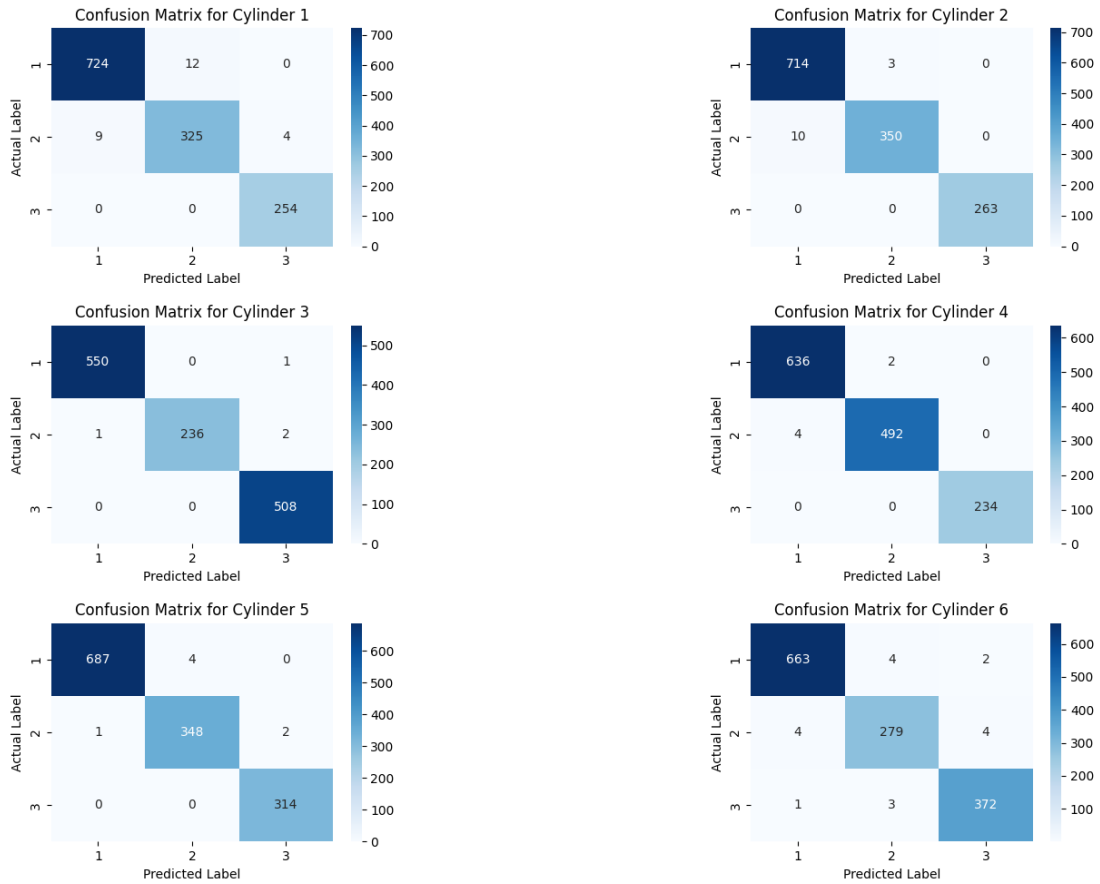 Confusion Matrix for Cylinder 1
Actual Label
1 724 12 0
2 9 325 4
3 0 0 254
1 2 3
Predicted Label
700
600
500
400
300
200
100
0
Confusion Matrix for Cylinder 2
Actual Label
1 714 3 0
2 10 350 0
3 0 0 263
1 2 3
Predicted Label
700
600
500
400
300
200
100
0
Confusion Matrix for Cylinder 3
Actual Label
1 550 0 1
2 1 236 2
3 0 0 508
1 2 3
Predicted Label
500
400
300
200
100
0
Confusion Matrix for Cylinder 4
Actual Label
1 636 2 0
2 4 492 0
3 0 0 234
1 2 3
Predicted Label
600
500
400
300
200
100
0
Confusion Matrix for Cylinder 5
Actual Label
1 687 4 0
2 1 348 2
3 0 0 314
1 2 3
Predicted Label
600
500
400
300
200
100
0
Confusion Matrix for Cylinder 6
Actual Label
1 663 4 2
2 4 279 4
3 1 3 372
1 2 3
Predicted Label
600
500
400
300
200
100